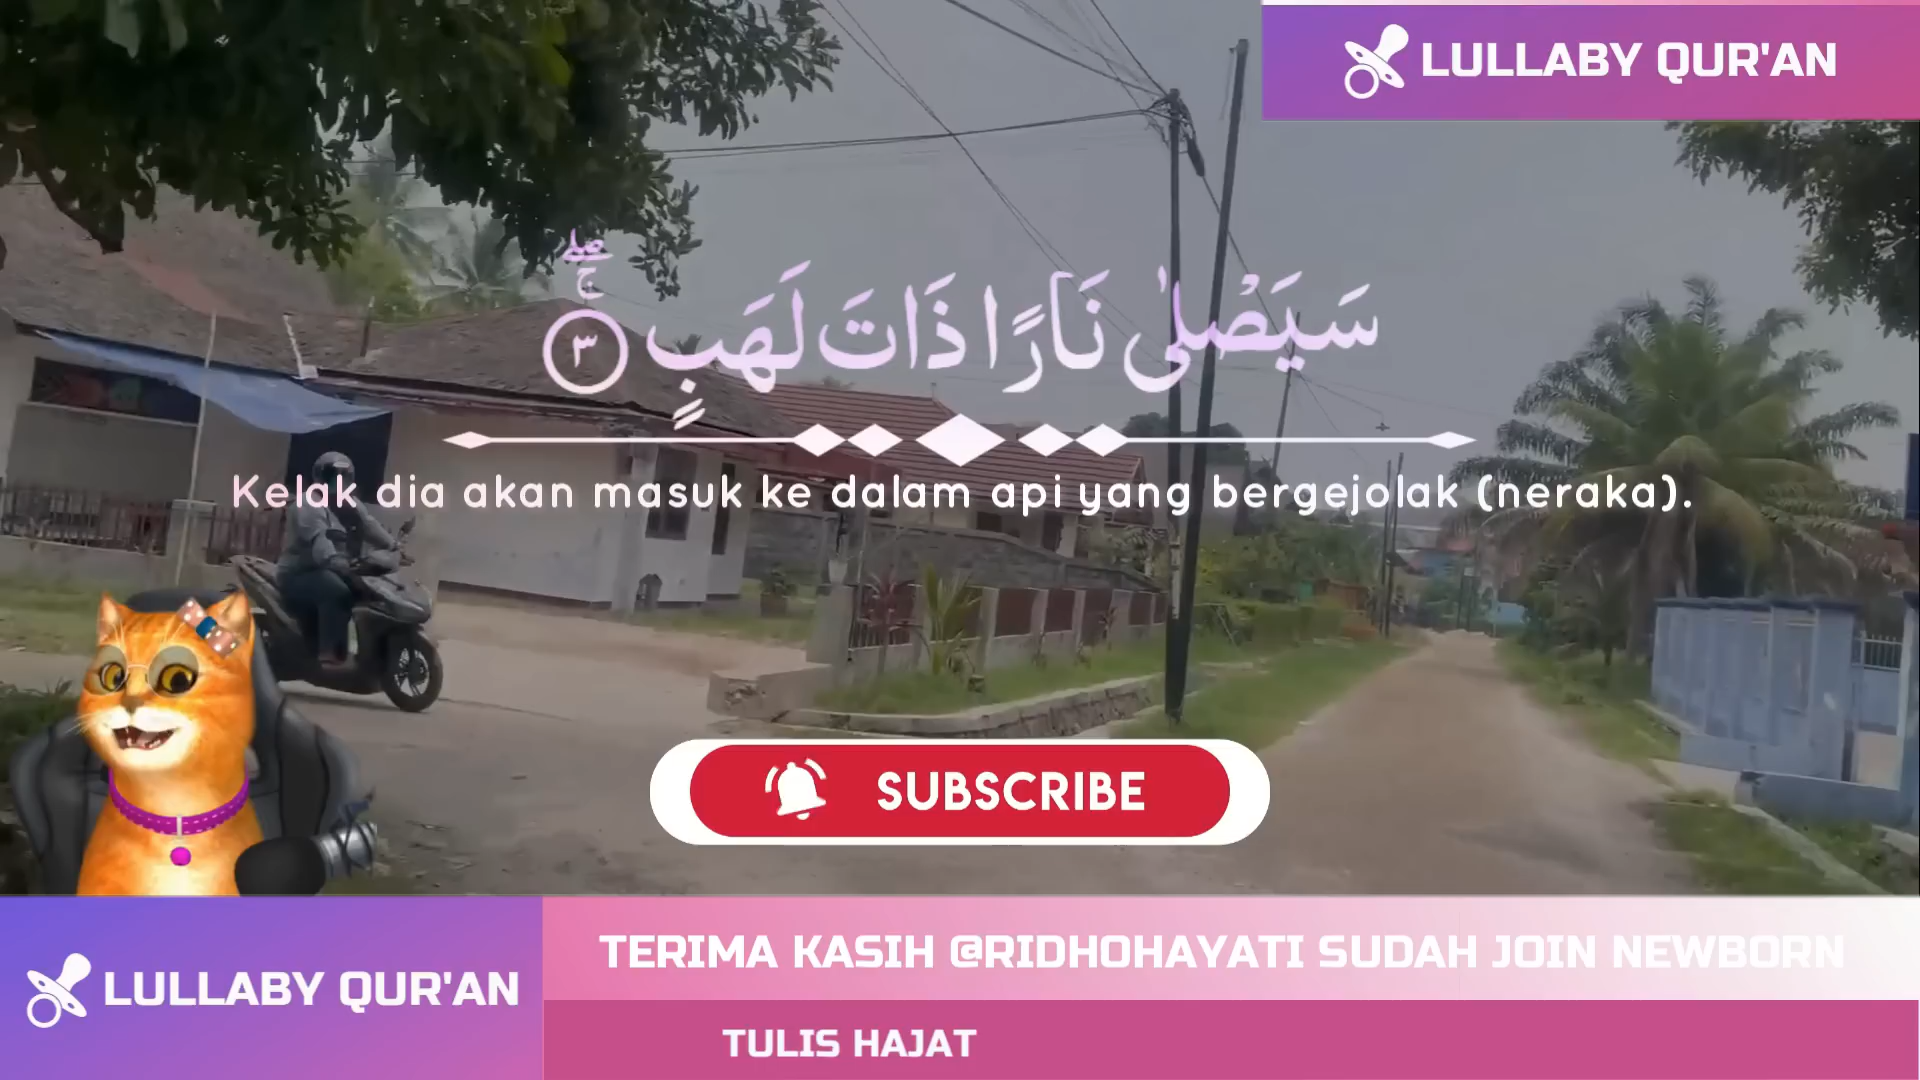 LULLABY QUR'AN
سَيَصْلٰى نَارًا ذَاتَ لَهَبٍ ۖۚ ٣
Kelak dia akan masuk ke dalam api yang bergejolak (neraka).
SUBSCRIBE
LULLABY QUR'AN
TERIMA KASIH @RIDHOHAYATI SUDAH JOIN NEWBORN
TULIS HAJAT